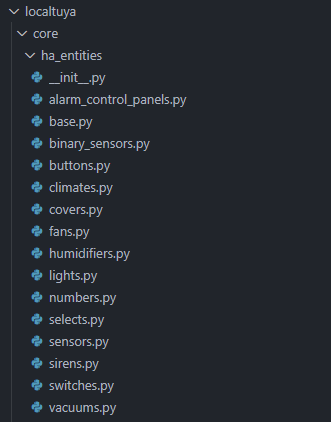 localtuya
core
ha_entities
__init__.py
alarm_control_panels.py
base.py
binary_sensors.py
buttons.py
climates.py
covers.py
fans.py
humidifiers.py
lights.py
numbers.py
selects.py
sensors.py
sirens.py
switches.py
vacuums.py